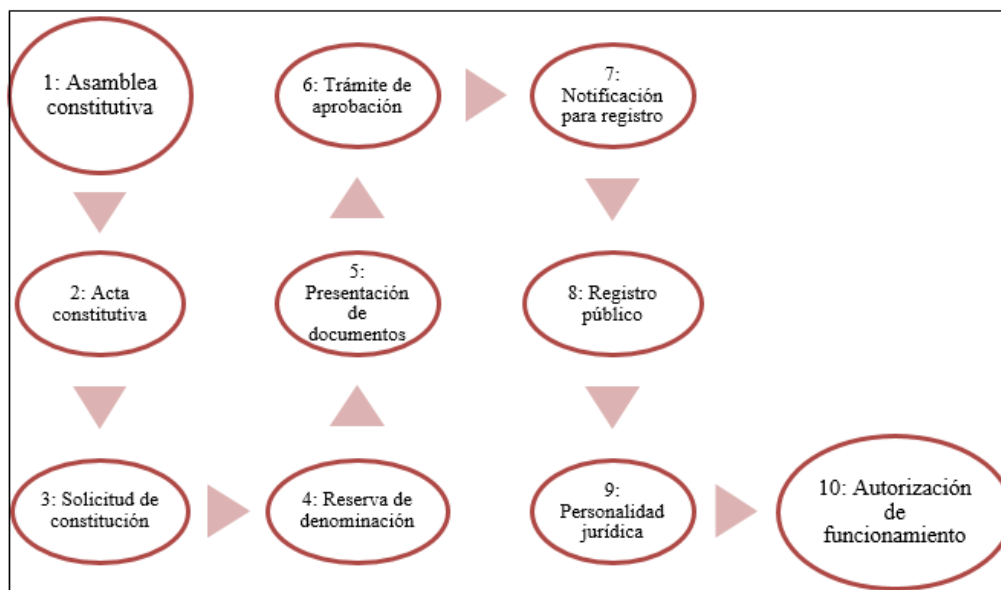 1: Asamblea
constitutiva
2: Acta
constitutiva
3: Solicitud de
constitución
4: Reserva de
denominación
5:
Presentación
de
documentos
6: Trámite de
aprobación
7:
Notificación
para registro
8: Registro
público
9:
Personalidad
jurídica
10: Autorización
de
funcionamiento